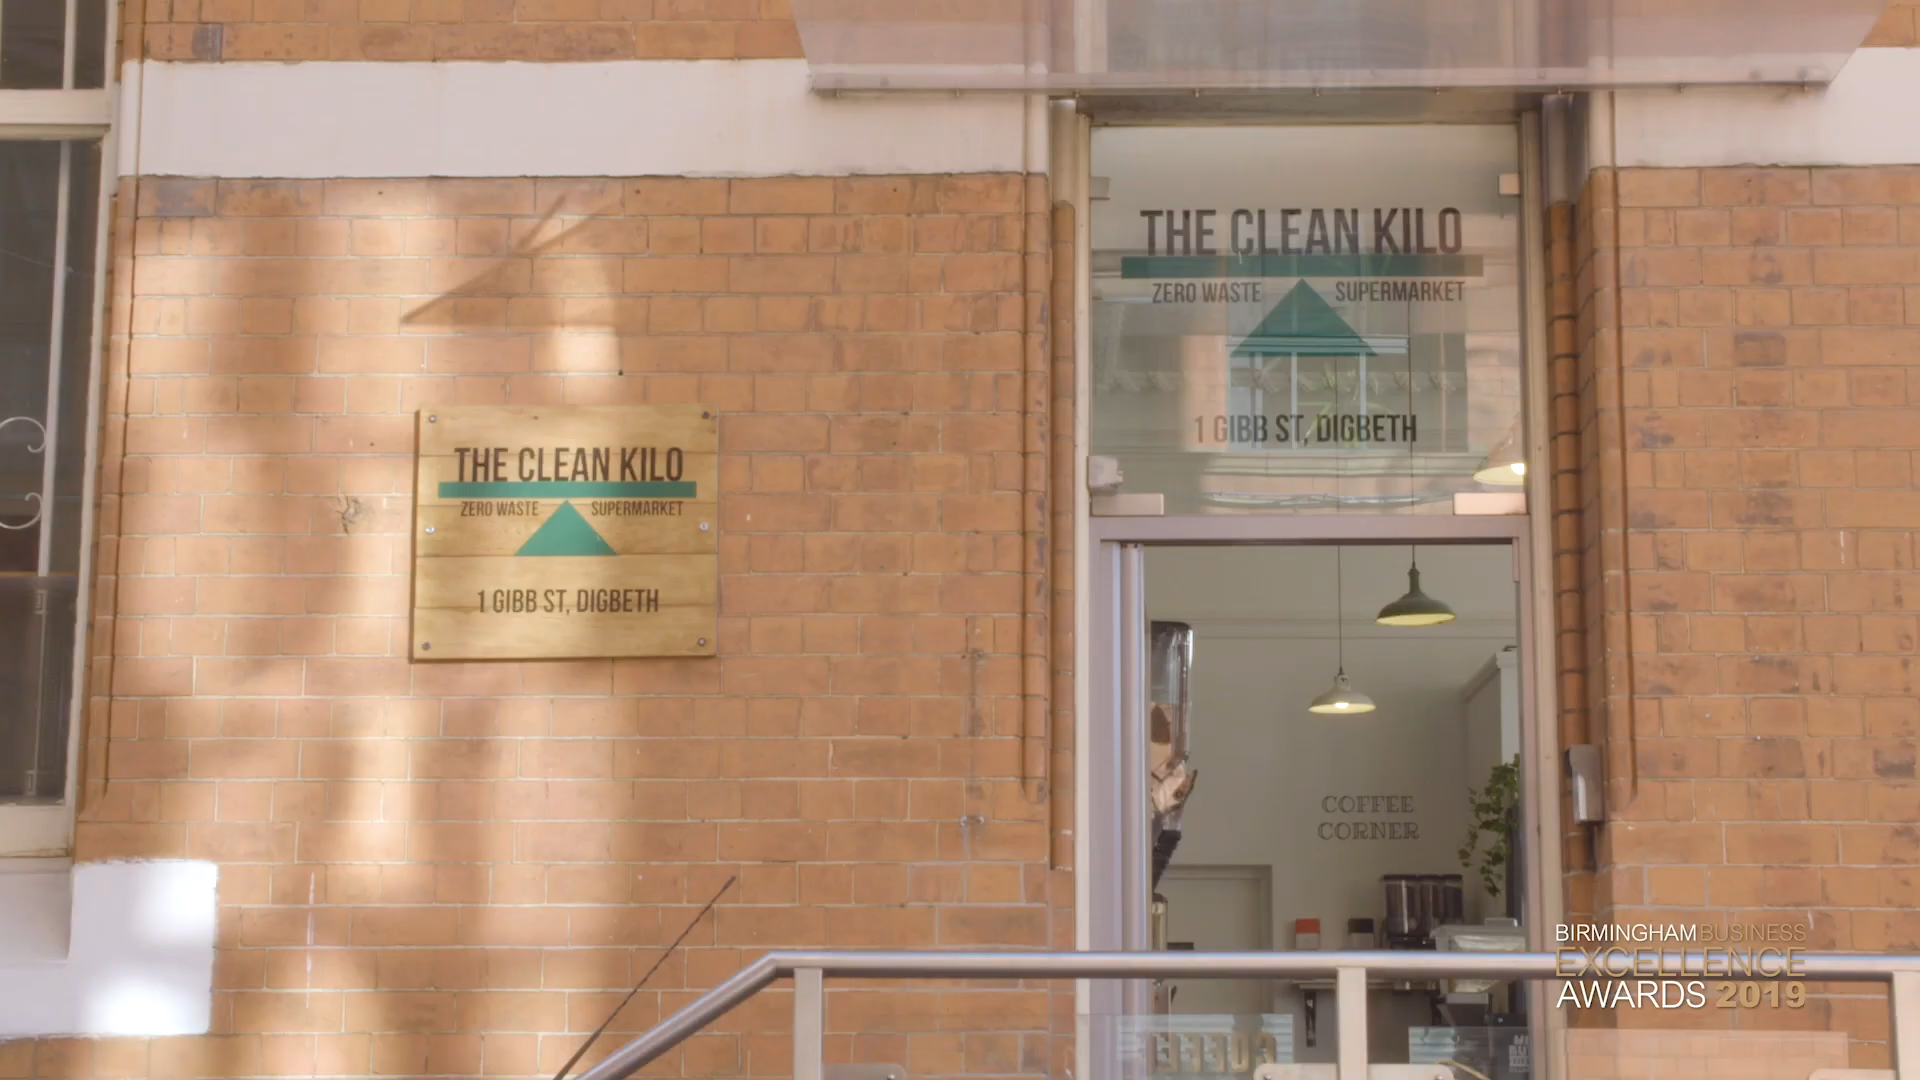 THE CLEAN KILO
ZERO WASTE SUPERMARKET
1 GIBB ST, DIGBETH
THE CLEAN KILO
ZERO WASTE SUPERMARKET
1 GIBB ST, DIGBETH
COFFEE
CORNER
BIRMINGHAM BUSINESS
EXCELLENCE
AWARDS 2019